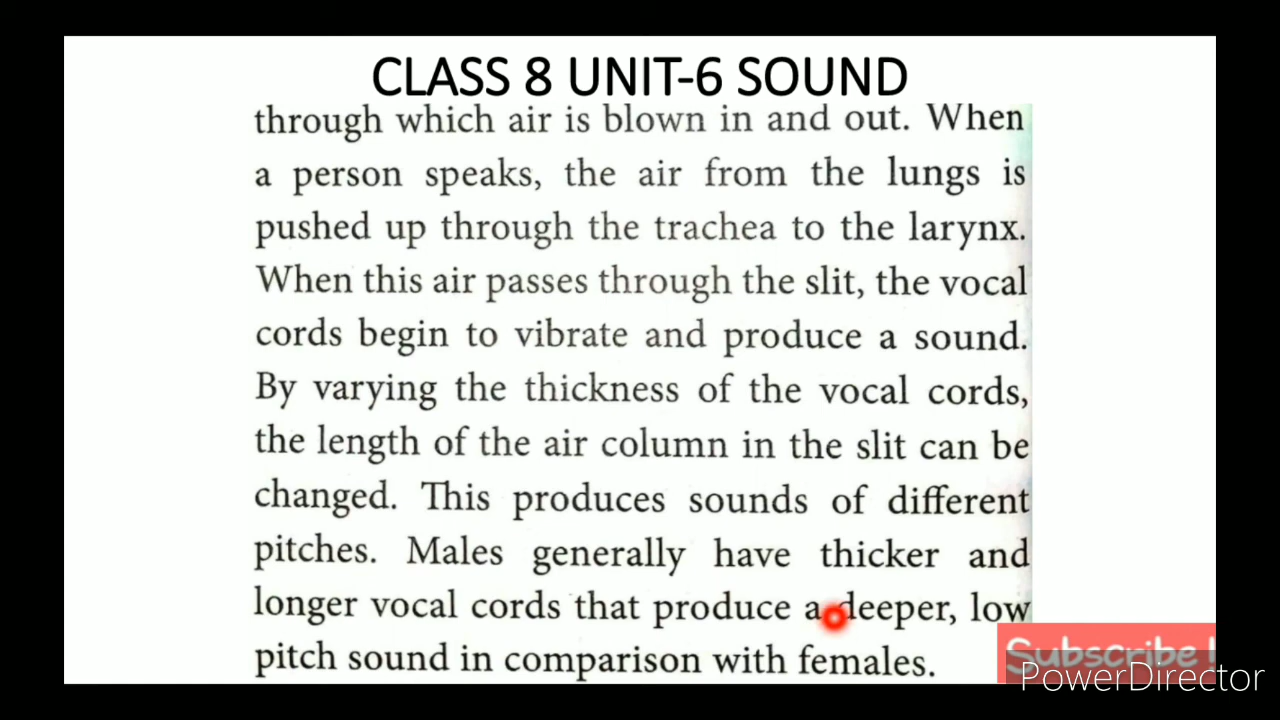 CLASS 8 UNIT-6 SOUND
through which air is blown in and out. When
a person speaks, the air from the lungs is
pushed up through the trachea to the larynx.
When this air passes through the slit, the vocal
cords begin to vibrate and produce a sound.
By varying the thickness of the vocal cords,
the length of the air column in the slit can be
changed. This produces sounds of different
pitches. Males generally have thicker and
longer vocal cords that produce a deeper, low
pitch sound in comparison with females.
Subscribe !
PowerDirector